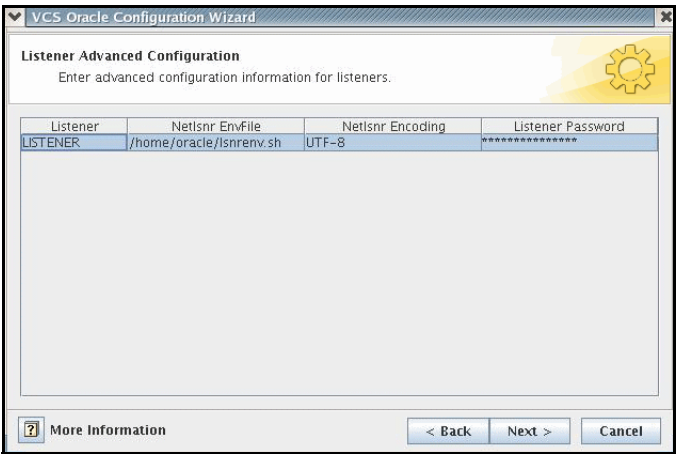 VCS Oracle Configuration Wizard
Listener Advanced Configuration
Enter advanced configuration information for listeners.
Listener Netlsnr EnvFile Netlsnr Encoding Listener Password
LISTENER /home/oracle/lsnrenv.sh UTF-8 ***************
? More Information < Back Next > Cancel